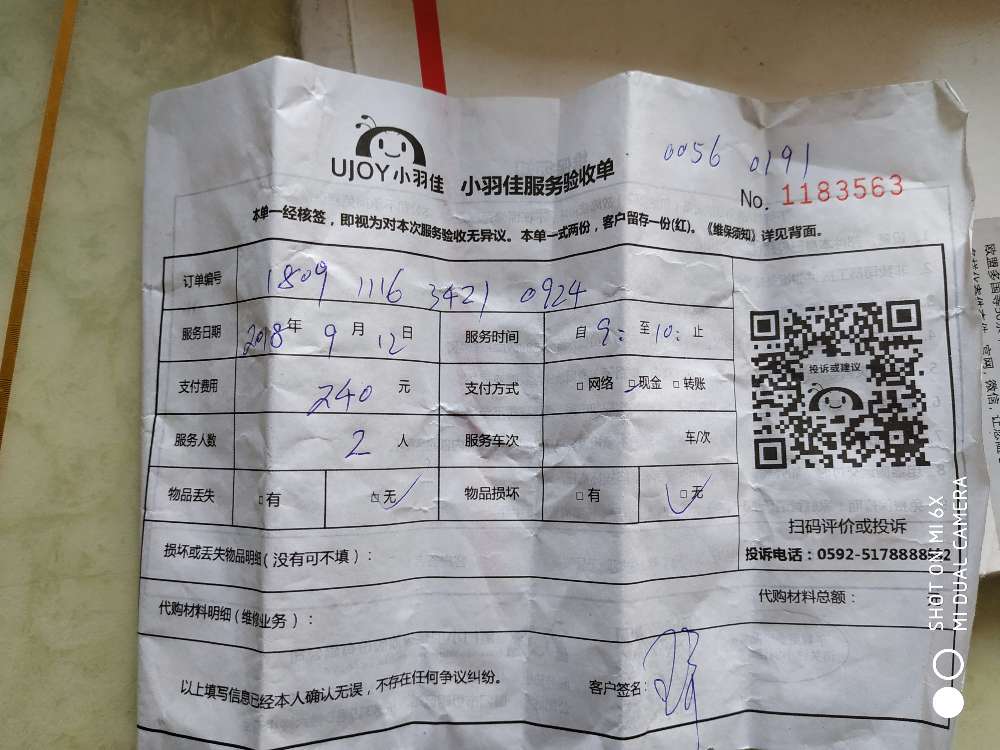 UJOY小羽佳 小羽佳服务验收单
0056 0191
No. 1183563
本单一经核签，即视为对本次服务验收无异议。本单一式两份，客户留存一份(红)。《维保须知》详见背面。
订单编号 1809 1116 3421 0924
服务日期 2018年 9月 12日 服务时间 自 9: 至 10: 止
支付费用 240 元 支付方式 □网络 □现金 □转账
服务人数 2 人 服务车次 车/次
物品丢失 □有 □无 物品损坏 □有 □无
投诉或建议
扫码评价或投诉
损坏或丢失物品明细(没有可不填)：
投诉电话：0592-5178888
代购材料明细(维修业务)：
代购材料总额：
以上填写信息已经本人确认无误，不存在任何争议纠纷。
客户签名：
SHOT ON MI 6X
MI DUAL CAMERA